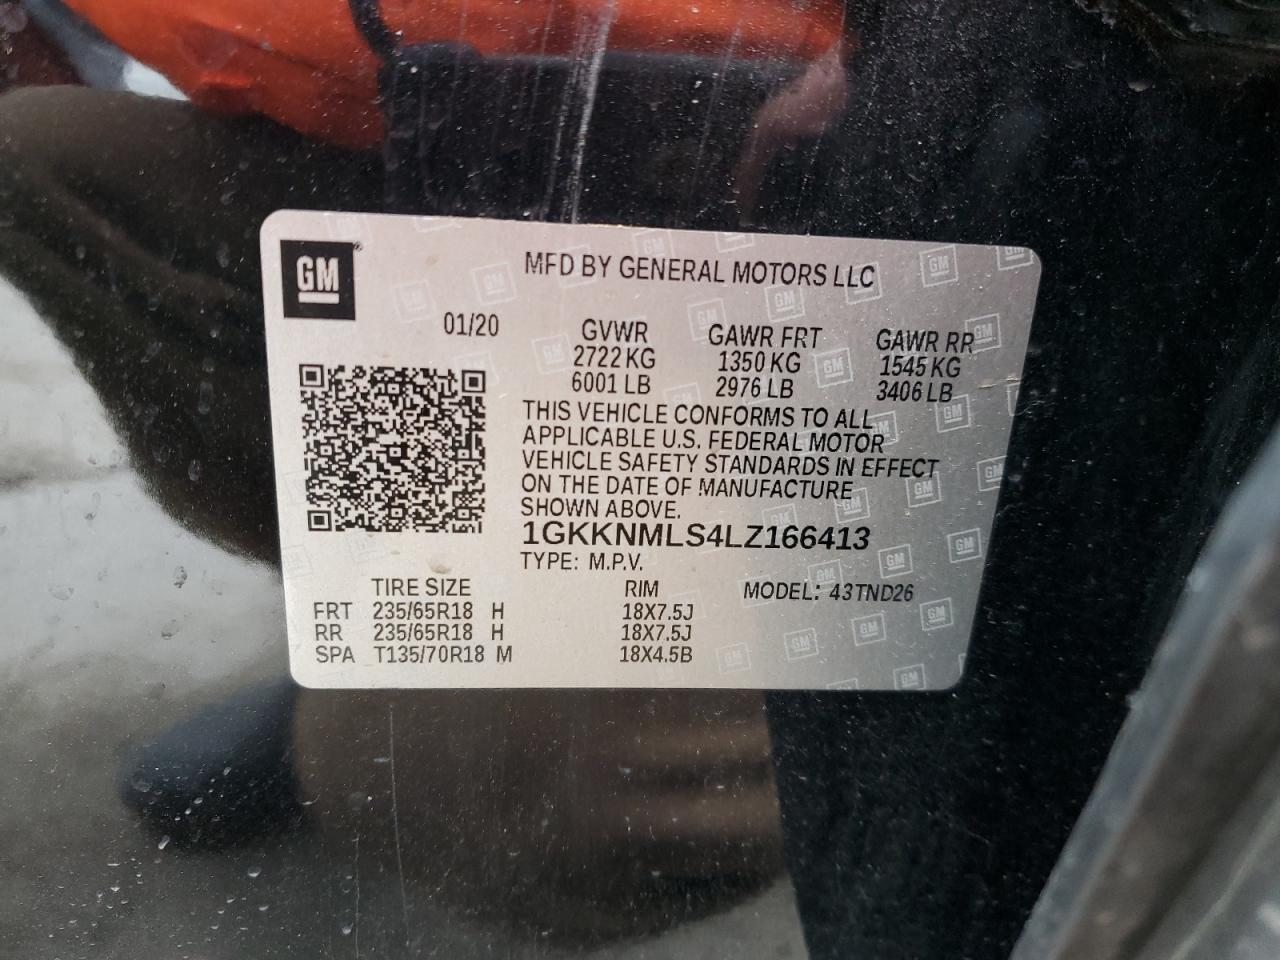 GM
MFD BY GENERAL MOTORS LLC
01/20
GVWR GAWR FRT GAWR RR
2722 KG 1350 KG 1545 KG
6001 LB 2976 LB 3406 LB
THIS VEHICLE CONFORMS TO ALL
APPLICABLE U.S. FEDERAL MOTOR
VEHICLE SAFETY STANDARDS IN EFFECT
ON THE DATE OF MANUFACTURE
SHOWN ABOVE.
1GKKNMLS4LZ166413
TYPE: M.P.V.
TIRE SIZE RIM MODEL: 43TND26
FRT 235/65R18 H 18X7.5J
RR 235/65R18 H 18X7.5J
SPA T135/70R18 M 18X4.5B